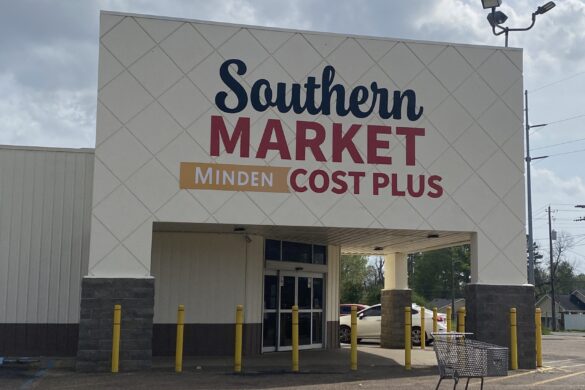 Southern
MARKET
MINDEN COST PLUS